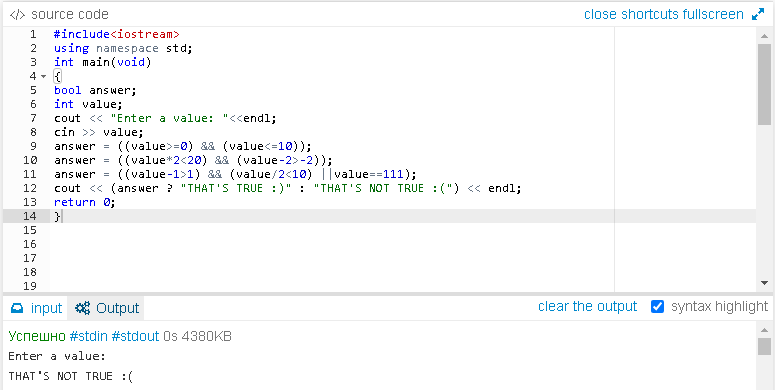 </> source code close shortcuts fullscreen
1 #include<iostream>
2 using namespace std;
3 int main(void)
4 {
5 bool answer;
6 int value;
7 cout << "Enter a value: "<<endl;
8 cin >> value;
9 answer = ((value>=0) && (value<=10));
10 answer = ((value*2<20) && (value-2>-2));
11 answer = ((value-1>1) && (value/2<10) ||value==111);
12 cout << (answer ? "THAT'S TRUE :)" : "THAT'S NOT TRUE :(") << endl;
13 return 0;
14 }
15
16
17
18
19
input Output clear the output syntax highlight
Успешно #stdin #stdout 0s 4380KB
Enter a value:
THAT'S NOT TRUE :(